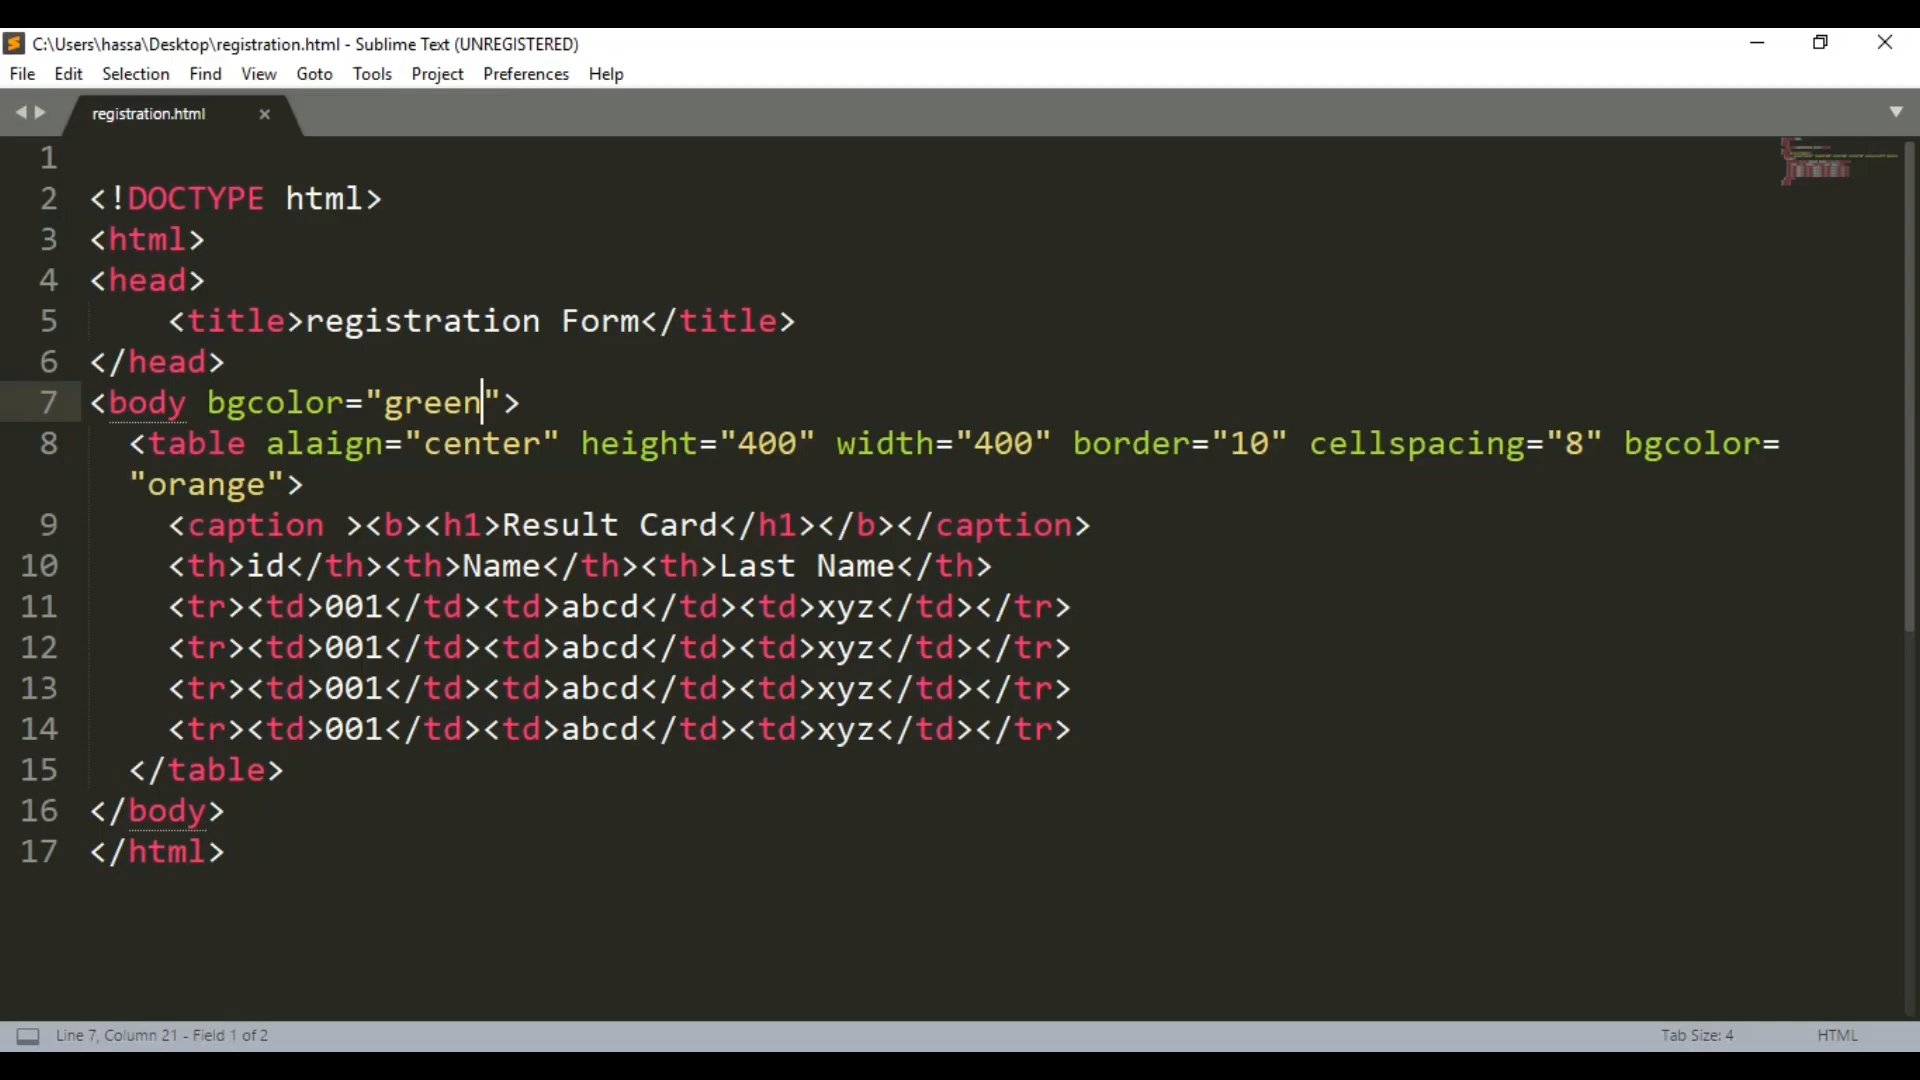 C:\Users\hassa\Desktop\registration.html - Sublime Text (UNREGISTERED)
File Edit Selection Find View Goto Tools Project Preferences Help
registration.html
1
2 <!DOCTYPE html>
3 <html>
4 <head>
5 <title>registration Form</title>
6 </head>
7 <body bgcolor="green">
8 <table alaign="center" height="400" width="400" border="10" cellspacing="8" bgcolor=
"orange">
9 <caption ><b><h1>Result Card</h1></b></caption>
10 <th>id</th><th>Name</th><th>Last Name</th>
11 <tr><td>001</td><td>abcd</td><td>xyz</td></tr>
12 <tr><td>001</td><td>abcd</td><td>xyz</td></tr>
13 <tr><td>001</td><td>abcd</td><td>xyz</td></tr>
14 <tr><td>001</td><td>abcd</td><td>xyz</td></tr>
15 </table>
16 </body>
17 </html>
Line 7, Column 21 - Field 1 of 2 Tab Size: 4 HTML